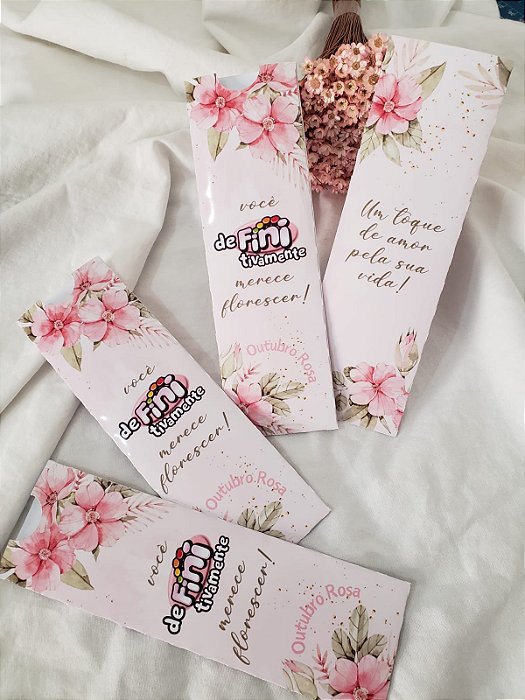 você
deFini
tivamente
merece
florescer!
Outubro Rosa
Um toque
de amor
pela sua
vida!
você
deFini
tivamente
merece
florescer!
Outubro Rosa
você
deFini
tivamente
merece
florescer!
Outubro Rosa